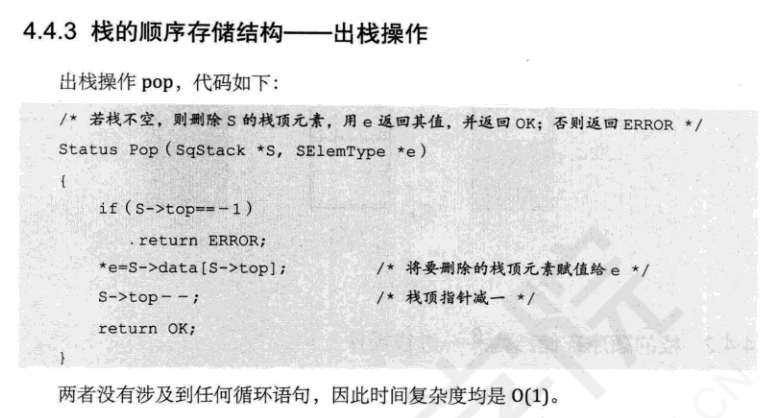 4.4.3 栈的顺序存储结构——出栈操作
出栈操作 pop，代码如下：
/* 若栈不空，则删除 S 的栈顶元素，用 e 返回其值，并返回 OK；否则返回 ERROR */
Status Pop（SqStack *S, SElemType *e）
{
if（S->top==－1）
return ERROR;
*e=S->data[S->top]; /* 将要删除的栈顶元素赋值给 e */
S->top－－; /* 栈顶指针减一 */
return OK;
}
两者没有涉及到任何循环语句，因此时间复杂度均是 O(1)。